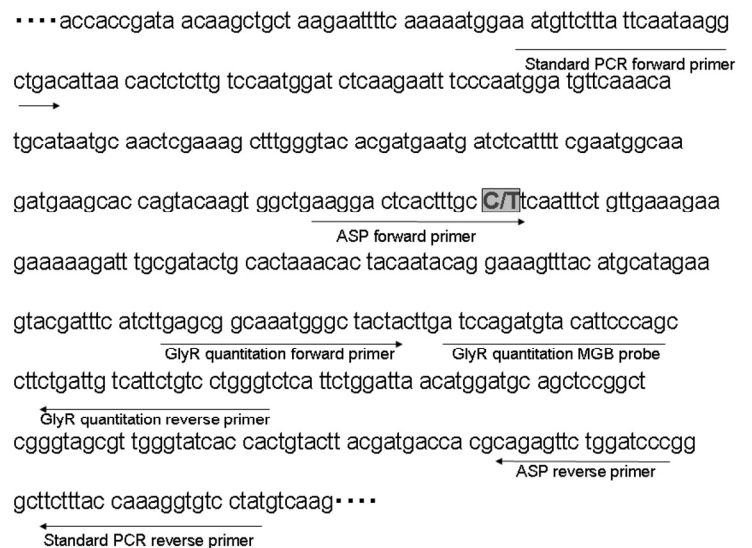 ····accaccgata acaagctgct aagaattttc aaaaatggaa atgttcttta ttcaataagg
Standard PCR forward primer
ctgacattaa cactctcttg tccaatggat ctcaagaatt tcccaatgga tgttcaaaca
tgcataatgc aactcgaaag ctttgggtac acgatgaatg atctcatttt cgaatggcaa
gatgaagcac cagtacaagt ggctgaagga ctcactttgc C/T tcaatttct gttgaaagaa
ASP forward primer
gaaaaagatt tgcgatactg cactaaacac tacaatacag gaaagtttac atgcatagaa
gtacgatttc atcttgagcg gcaaatgggc tactacttga tccagatgta cattcccagc
GlyR quantitation forward primer GlyR quantitation MGB probe
cttctgattg tcattctgtc ctgggtctca ttctggatta acatggatgc agctccggct
GlyR quantitation reverse primer
cgggtagcgt tgggtatcac cactgtactt acgatgacca cgcagagttc tggatcccgg
ASP reverse primer
gcttctttac caaaggtgtc ctatgtcaag····
Standard PCR reverse primer